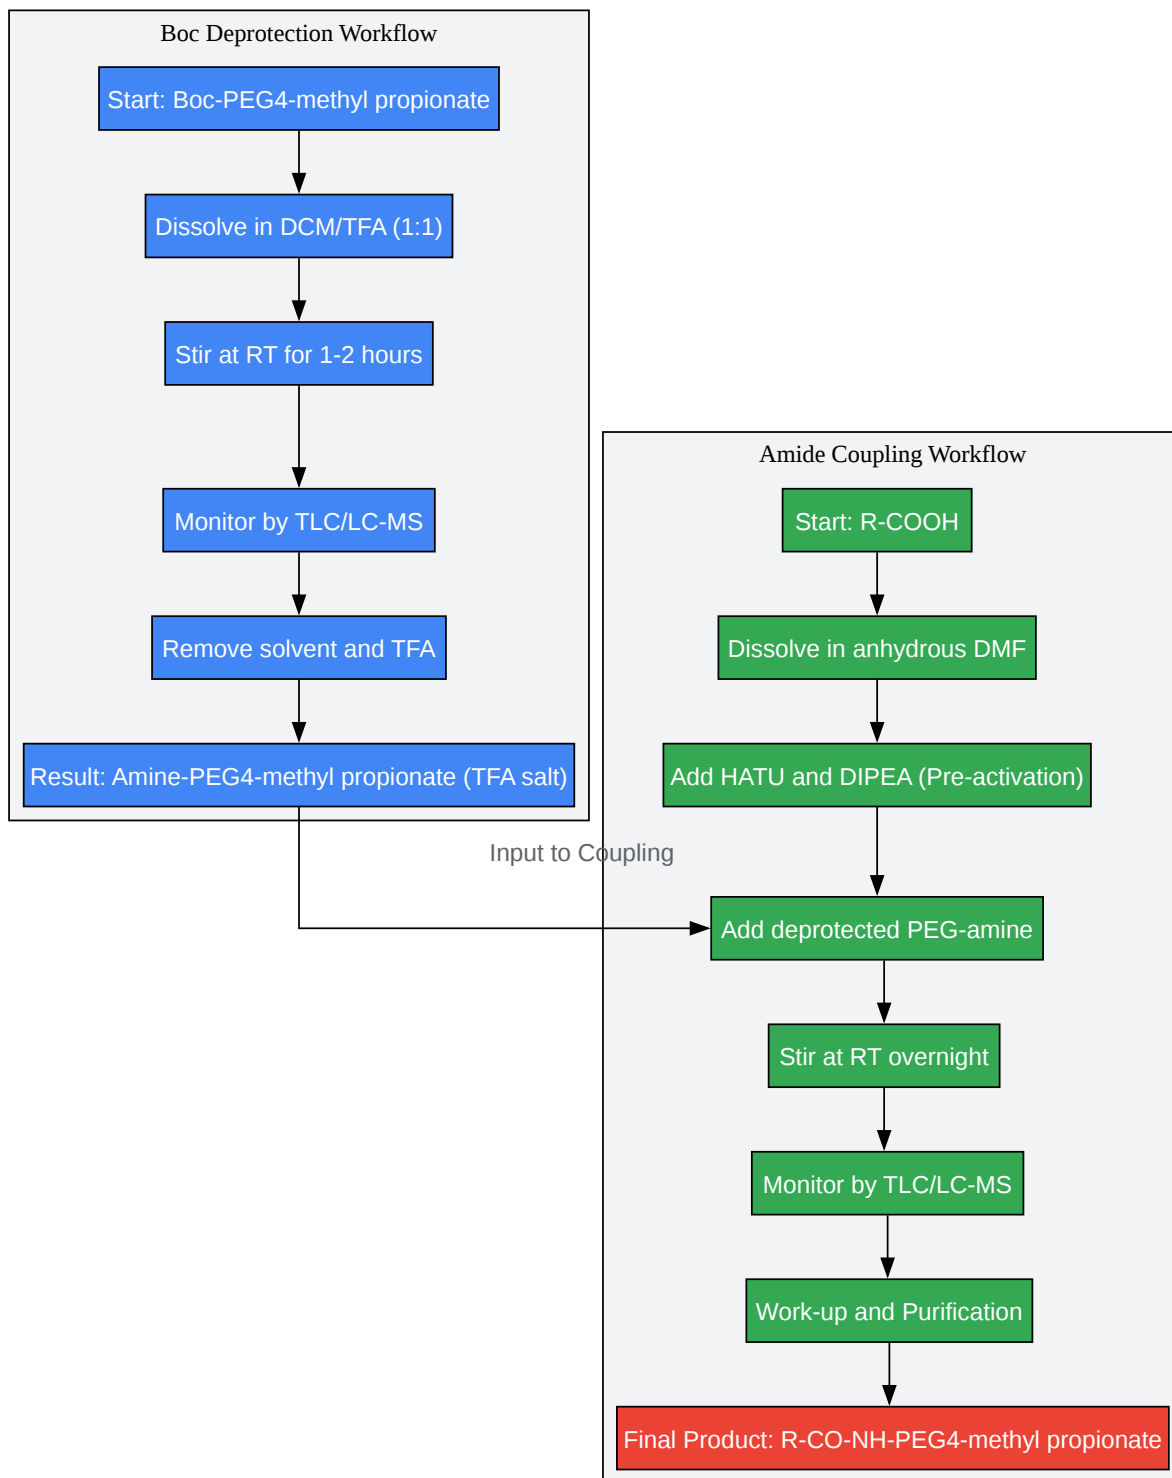 Boc Deprotection Workflow
Start: Boc-PEG4-methyl propionate
Dissolve in DCM/TFA (1:1)
Stir at RT for 1-2 hours
Monitor by TLC/LC-MS
Remove solvent and TFA
Result: Amine-PEG4-methyl propionate (TFA salt)
Input to Coupling
Amide Coupling Workflow
Start: R-COOH
Dissolve in anhydrous DMF
Add HATU and DIPEA (Pre-activation)
Add deprotected PEG-amine
Stir at RT overnight
Monitor by TLC/LC-MS
Work-up and Purification
Final Product: R-CO-NH-PEG4-methyl propionate